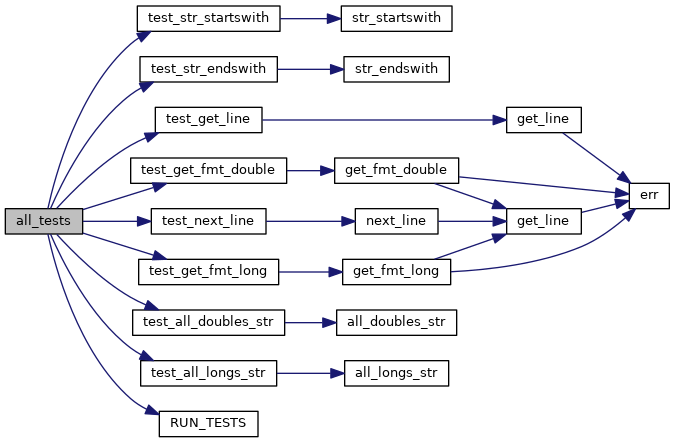 test_str_startswith
str_startswith
test_str_endswith
str_endswith
test_get_line
get_line
test_get_fmt_double
get_fmt_double
err
all_tests
test_next_line
next_line
get_line
test_get_fmt_long
get_fmt_long
test_all_doubles_str
all_doubles_str
test_all_longs_str
all_longs_str
RUN_TESTS